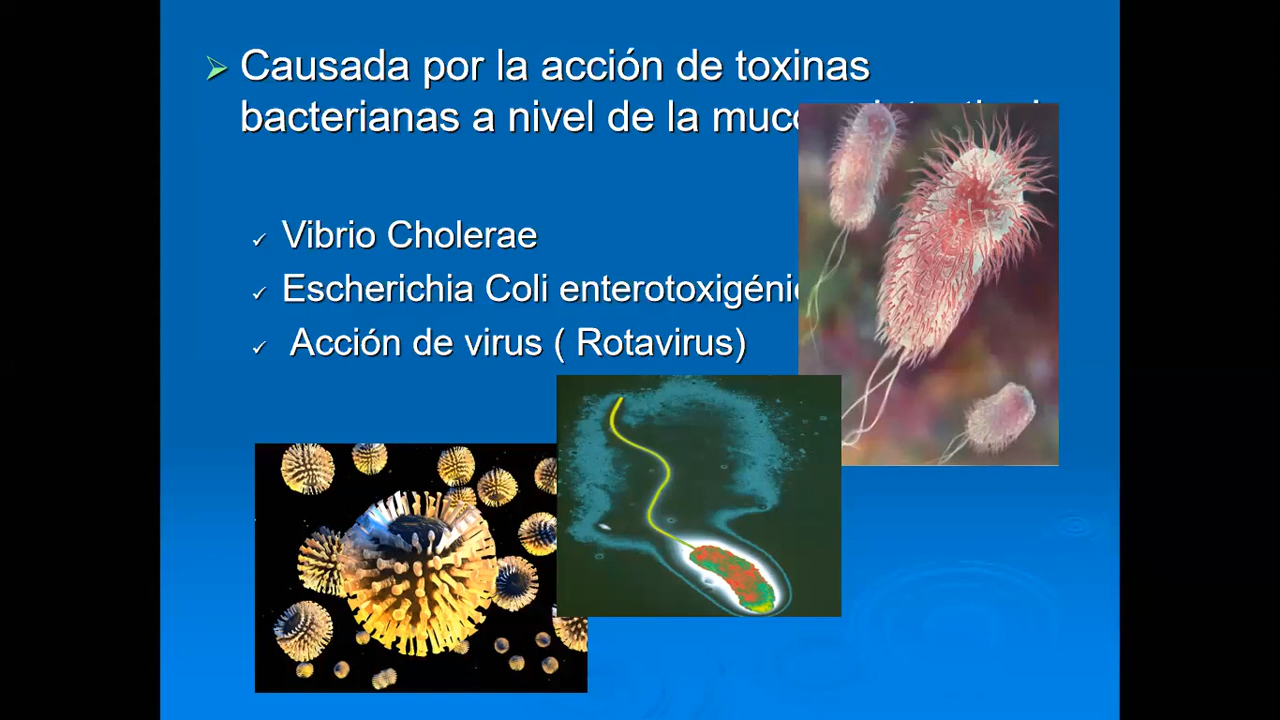 Causada por la acción de toxinas
bacterianas a nivel de la
Vibrio Cholerae
Escherichia Coli
Acción de virus ( Rotavirus)